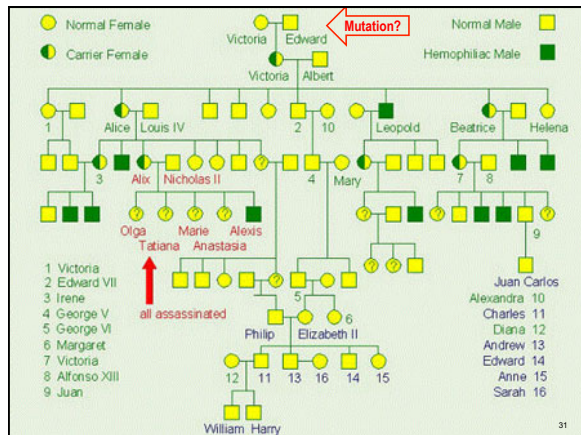 Normal Female
Carrier Female
Victoria Edward
Mutation?
Normal Male
Hemophiliac Male
Victoria Albert
1 Alice Louis IV 2 10 Leopold Beatrice Helena
? ?
3 Alix Nicholas II 4 Mary 7 8
? ? ? ? ? ? ?
Olga Marie Alexis
Tatiana Anastasia
9
? ?
?
all assassinated
5 6
Juan Carlos
Philip Elizabeth II
12 11 13 16 14 15
William Harry
1 Victoria
2 Edward VII
3 Irene
4 George V
5 George VI
6 Margaret
7 Victoria
8 Alfonso XIII
9 Juan
Alexandra 10
Charles 11
Diana 12
Andrew 13
Edward 14
Anne 15
Sarah 16
31